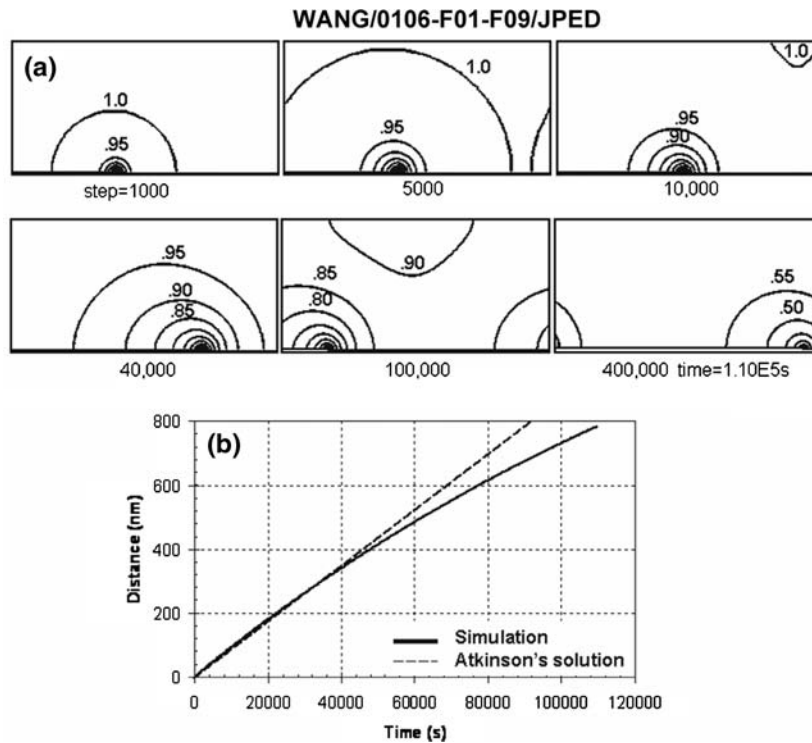 WANG/0106-F01-F09/JPED
(a)
1.0
.95
step=1000
1.0
.95
5000
1.0
.95
.90
10,000
.95
.90
.85
40,000
.85
.80
.90
100,000
.55
.50
400,000 time=1.10E5s
(b)
800
600
400
200
0
Distance (nm)
Simulation
Atkinson's solution
0 20000 40000 60000 80000 100000 120000
Time (s)